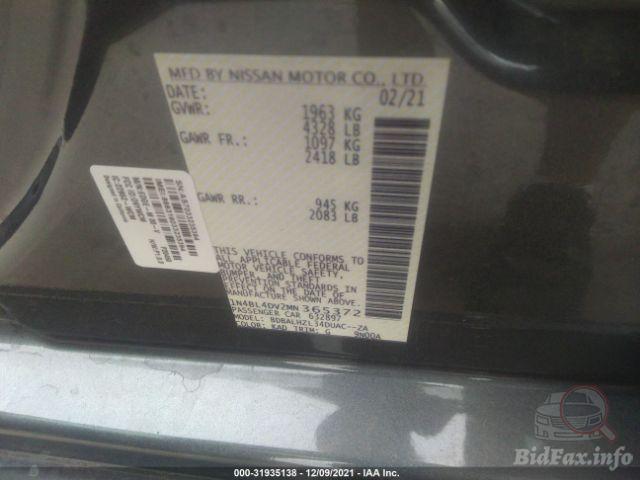 MFD BY NISSAN MOTOR CO., LTD.
DATE: 02/21
GVWR: 1963 KG
4328 LB
GAWR FR.: 1097 KG
2418 LB
GAWR RR.: 945 KG
2083 LB
THIS VEHICLE CONFORMS TO
ALL APPLICABLE FEDERAL
MOTOR VEHICLE SAFETY,
BUMPER, AND THEFT
PREVENTION STANDARDS IN
EFFECT ON THE DATE OF
MANUFACTURE SHOWN ABOVE.
1N4BL4DV2MN365372
PASSENGER CAR 632897
MODEL: BDBALHZL34DUAC--ZA
COLOR: KAD TRIM: G 9N00A
000-31935138 - 12/09/2021 - IAA Inc.
BidFax.info